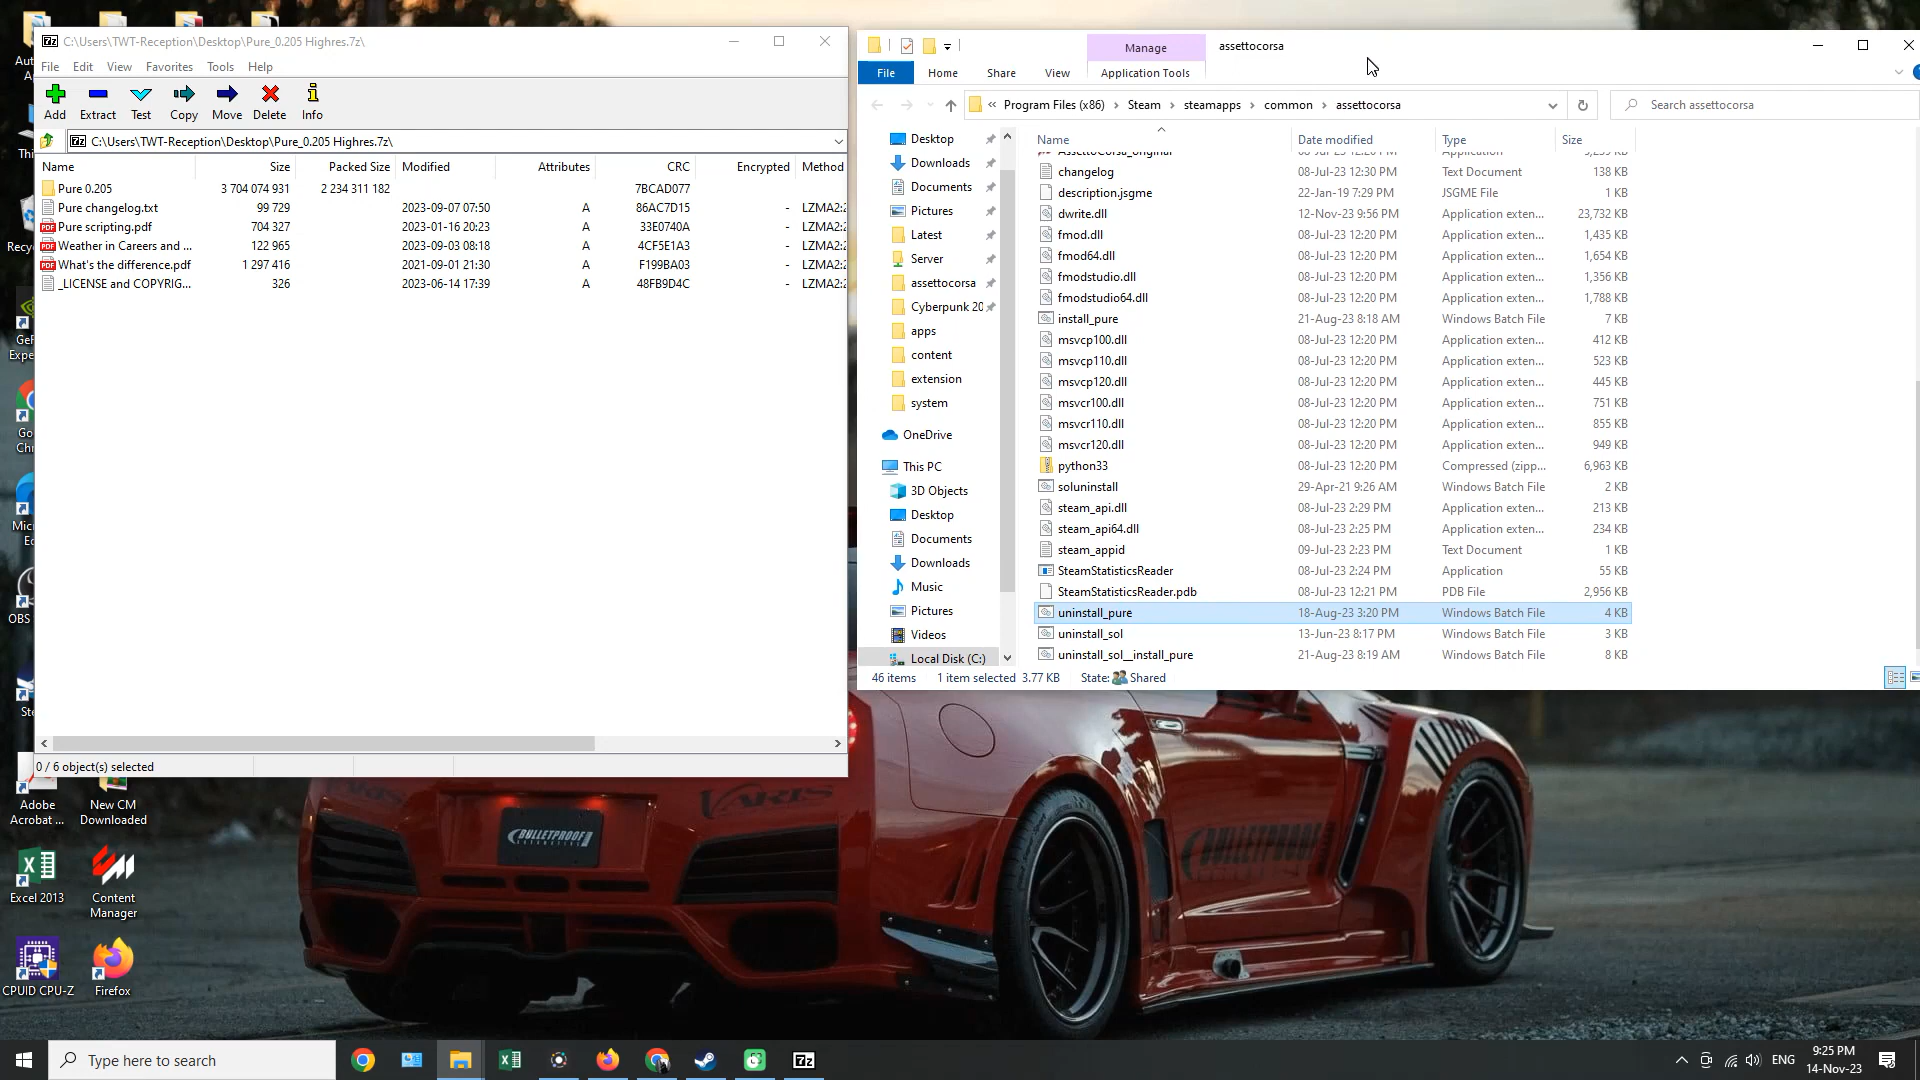 C:\Users\TWT-Reception\Desktop\Pure_0.205 Highres.7z\
File Edit View Favorites Tools Help
Add Extract Test Copy Move Delete Info
C:\Users\TWT-Reception\Desktop\Pure_0.205 Highres.7z\
Name Size Packed Size Modified Attributes CRC Encrypted Method
Pure 0.205 3 704 074 931 2 234 311 182 7BCAD077
Pure changelog.txt 99 729 2023-09-07 07:50 A 86AC7D15 - LZMA2:2
Pure scripting.pdf 704 327 2023-01-16 20:23 A 33E0740A - LZMA2:2
Weather in Careers and ... 122 965 2023-09-03 08:18 A 4CF5E1A3 - LZMA2:2
What's the difference.pdf 1 297 416 2021-09-01 21:30 A F199BA03 - LZMA2:2
_LICENSE and COPYRIG... 326 2023-06-14 17:39 A 48FB9D4C - LZMA2:2
0 / 6 object(s) selected
Manage assettocorsa
File Home Share View Application Tools
« Program Files (x86) > Steam > steamapps > common > assettocorsa
Search assettocorsa
Desktop
Downloads
Documents
Pictures
Latest
Server
assettocorsa
Cyberpunk 20
apps
content
extension
system
OneDrive
This PC
3D Objects
Desktop
Documents
Downloads
Music
Pictures
Videos
Local Disk (C:)
Name Date modified Type Size
changelog 08-Jul-23 12:30 PM Text Document 138 KB
description.jsgme 22-Jan-19 7:29 PM JSGME File 1 KB
dwrite.dll 12-Nov-23 9:56 PM Application exten... 23,732 KB
fmod.dll 08-Jul-23 12:20 PM Application exten... 1,435 KB
fmod64.dll 08-Jul-23 12:20 PM Application exten... 1,654 KB
fmodstudio.dll 08-Jul-23 12:20 PM Application exten... 1,356 KB
fmodstudio64.dll 08-Jul-23 12:20 PM Application exten... 1,788 KB
install_pure 21-Aug-23 8:18 AM Windows Batch File 7 KB
msvcp100.dll 08-Jul-23 12:20 PM Application exten... 412 KB
msvcp110.dll 08-Jul-23 12:20 PM Application exten... 523 KB
msvcp120.dll 08-Jul-23 12:20 PM Application exten... 445 KB
msvcr100.dll 08-Jul-23 12:20 PM Application exten... 751 KB
msvcr110.dll 08-Jul-23 12:20 PM Application exten... 855 KB
msvcr120.dll 08-Jul-23 12:20 PM Application exten... 949 KB
python33 08-Jul-23 12:20 PM Compressed (zipp... 6,963 KB
soluninstall 29-Apr-21 9:26 AM Windows Batch File 2 KB
steam_api.dll 08-Jul-23 2:29 PM Application exten... 213 KB
steam_api64.dll 08-Jul-23 2:25 PM Application exten... 234 KB
steam_appid 09-Jul-23 2:23 PM Text Document 1 KB
SteamStatisticsReader 08-Jul-23 2:24 PM Application 55 KB
SteamStatisticsReader.pdb 08-Jul-23 12:21 PM PDB File 2,956 KB
uninstall_pure 18-Aug-23 3:20 PM Windows Batch File 4 KB
uninstall_sol 13-Jun-23 8:17 PM Windows Batch File 3 KB
uninstall_sol__install_pure 21-Aug-23 8:19 AM Windows Batch File 8 KB
46 items 1 item selected 3.77 KB State: Shared
Adobe
Acrobat ...
New CM
Downloaded
Excel 2013
Content
Manager
CPUID CPU-Z
Firefox
BULLETPROOF
BULLETPROOF
Type here to search
ENG
9:25 PM
14-Nov-23